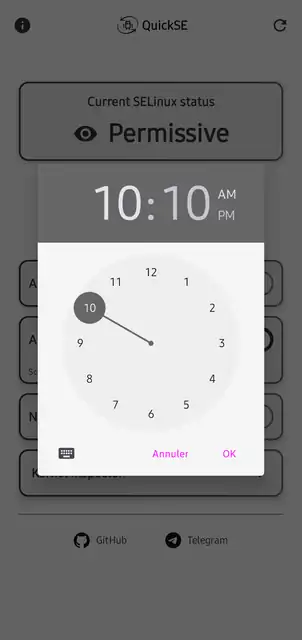 QuickSE
Current SELinux status
Permissive
10:10
AM
PM
12
11
1
10
2
9
3
8
4
7
5
6
Annuler
OK
GitHub
Telegram